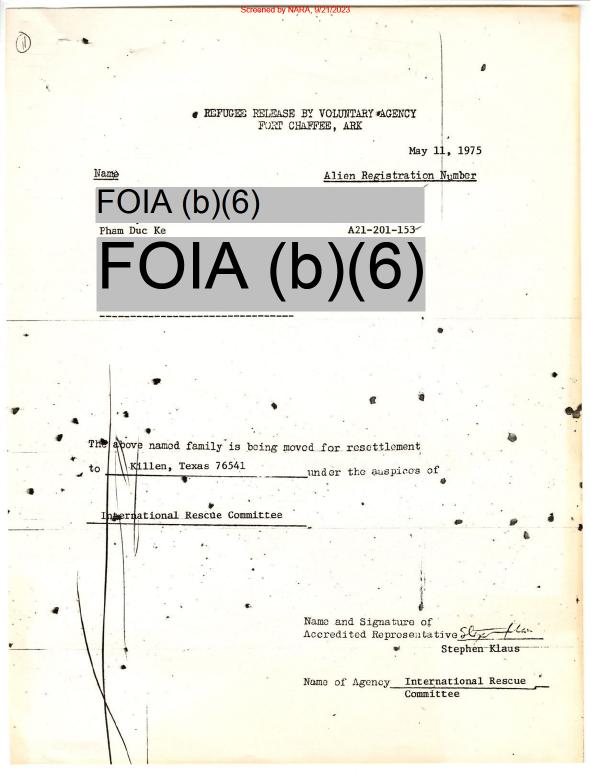 Screened by NARA, 9/21/2023
11
REFUGEE RELEASE BY VOLUNTARY AGENCY
FORT CHAFFEE, ARK
May 11, 1975
Name Alien Registration Number
FOIA (b)(6)
Pham Duc Ke A21-201-153
FOIA (b)(6)
--------------------------------
The above named family is being moved for resettlement
to Killen, Texas 76541 under the auspices of
International Rescue Committee
Name and Signature of
Accredited Representative
Stephen Klaus
Name of Agency International Rescue
Committee